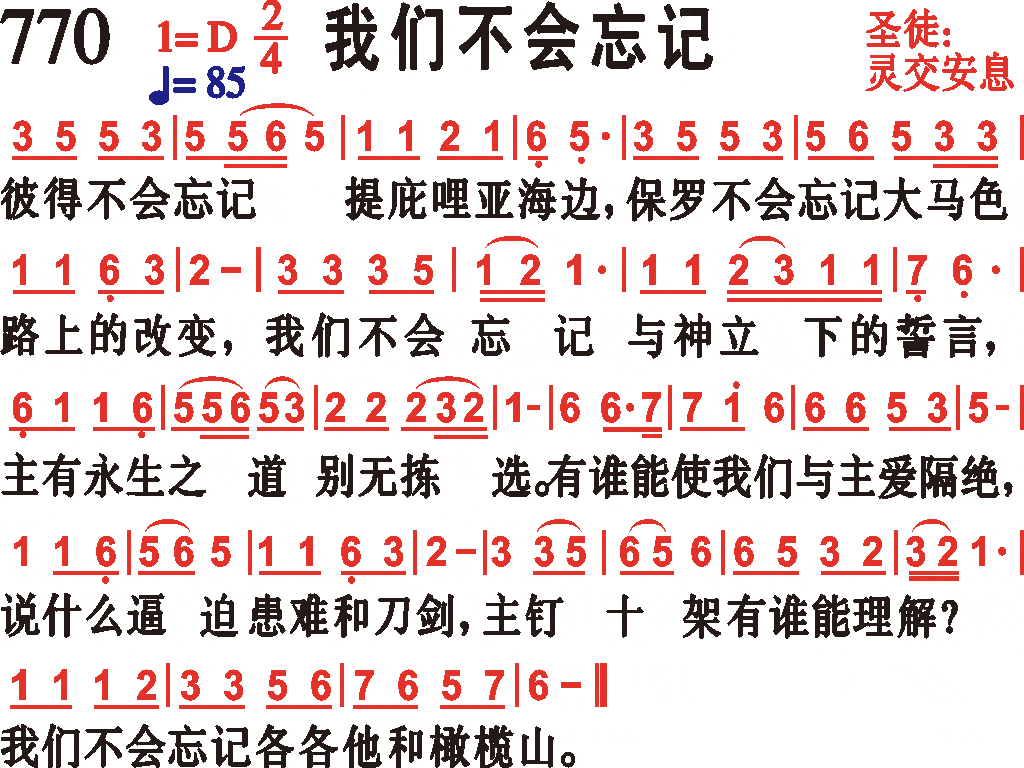 770 1=D 2/4 我们不会忘记 圣徒：
♩=85 灵交安息
3 5 5 3|5 5 6 5|1 1 2 1|6 5·|3 5 5 3|5 6 5 3 3|
彼得不会忘记 提庇哩亚海边，保罗不会忘记大马色
1 1 6 3|2 -|3 3 3 5|1 2 1·|1 1 2 3 1 1|7 6·|
路上的改变，我们不会忘记与神立下的誓言，
6 1 1 6|5 5 6 5 3|2 2 2 3 2|1 -|6 6·7|7 1 6|6 6 5 3|5 -|
主有永生之道别无拣选。有谁能使我们与主爱隔绝，
1 1 6|5 6 5|1 1 6 3|2 -|3 3 5|6 5 6|6 5 3 2|3 2 1·|
说什么逼迫患难和刀剑，主钉十架有谁能理解？
1 1 1 2|3 3 5 6|7 6 5 7|6 -‖
我们不会忘记各各他和橄榄山。